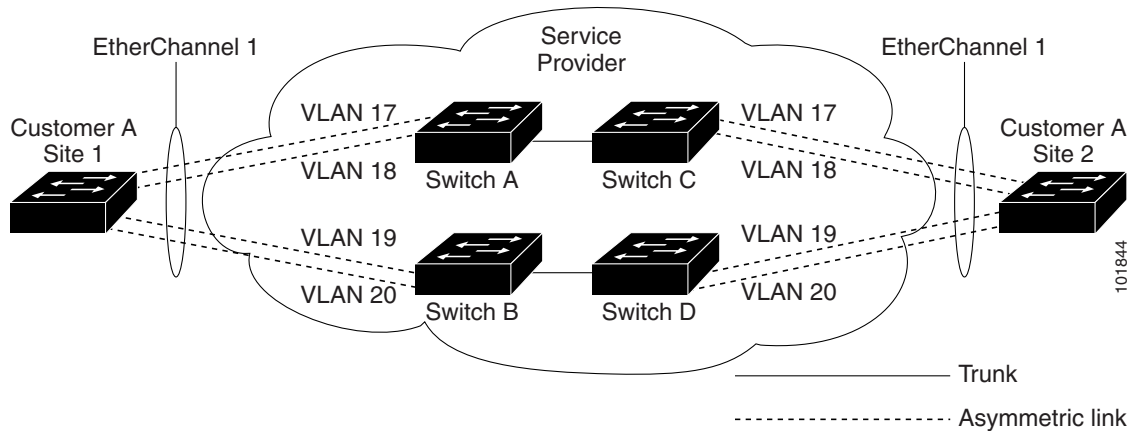 EtherChannel 1
Service
Provider
EtherChannel 1
Customer A
Site 1
VLAN 17
VLAN 18
Switch A
Switch C
VLAN 17
VLAN 18
Customer A
Site 2
VLAN 19
VLAN 20
Switch B
Switch D
VLAN 19
VLAN 20
101844
Trunk
Asymmetric link